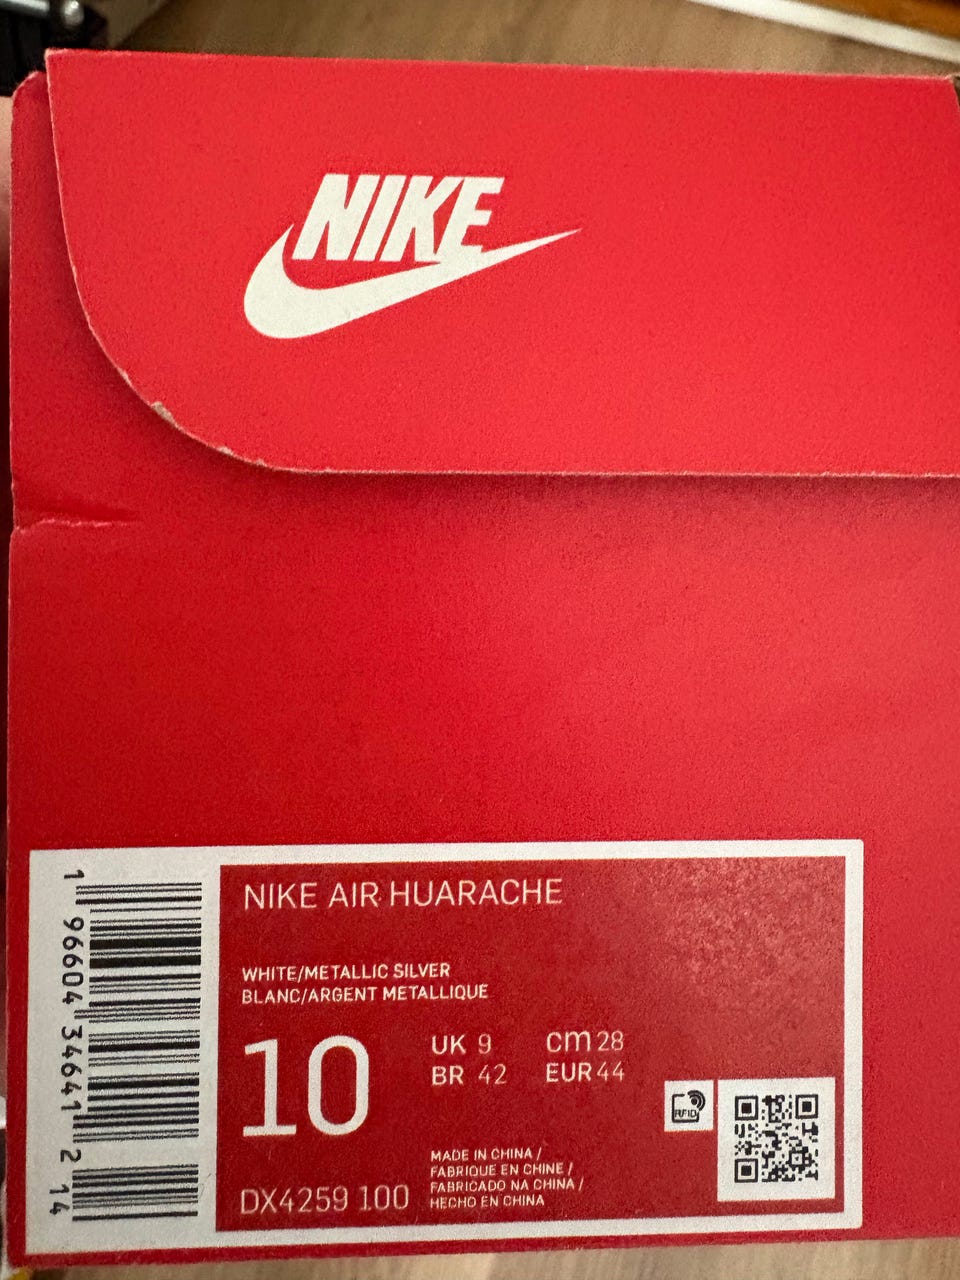 NIKE
NIKE AIR HUARACHE
WHITE/METALLIC SILVER
BLANC/ARGENT METALLIQUE
10
UK 9 cm 28
BR 42 EUR 44
RFID
MADE IN CHINA /
FABRIQUE EN CHINE /
FABRICADO NA CHINA /
HECHO EN CHINA
DX4259 100
1 96604 34641 2 14